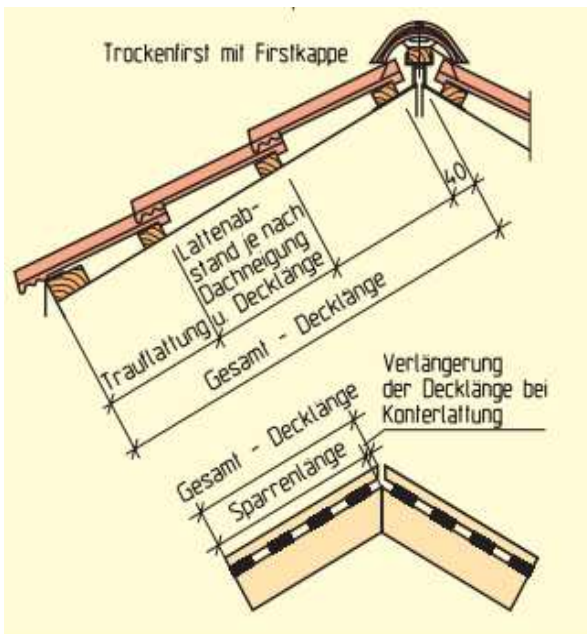 Trockenfirst mit Firstkappe
40
Lattenab-
stand je nach
Dachneigung
u. Decklänge
Trauflattung
Gesamt - Decklänge
Verlängerung
der Decklänge bei
Konterlattung
Gesamt - Decklänge
Sparrenlänge